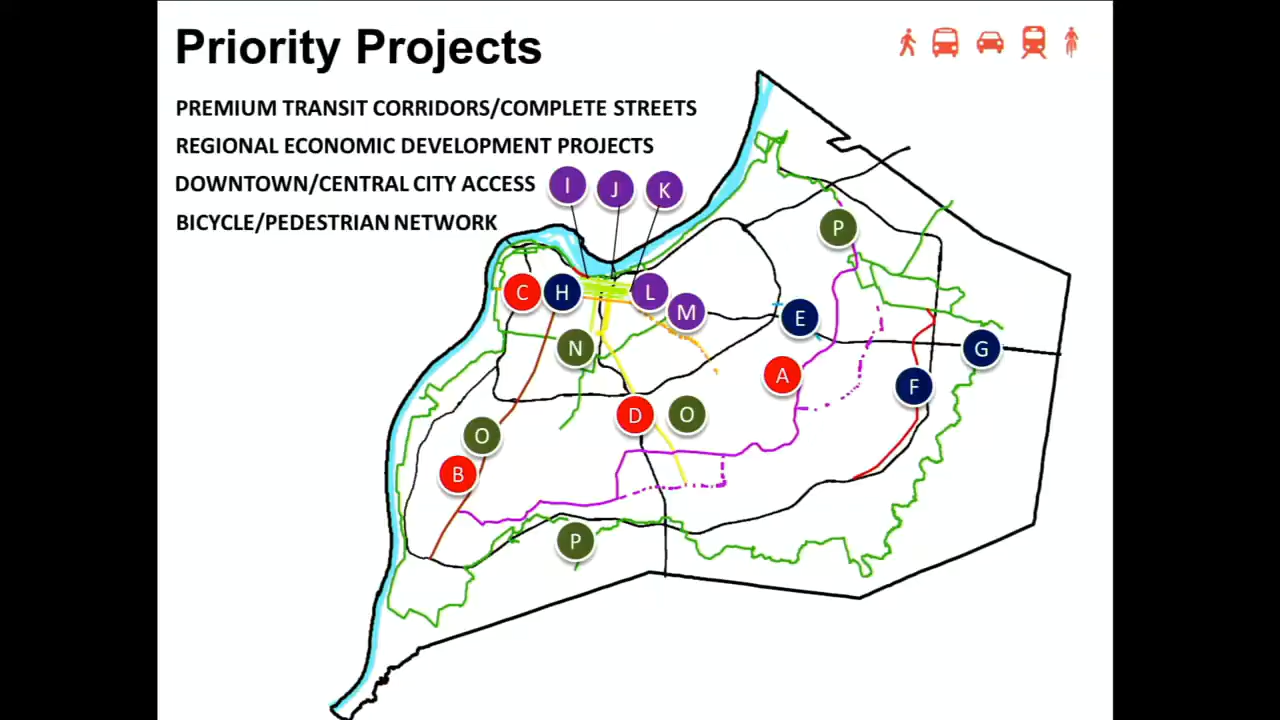 Priority Projects
PREMIUM TRANSIT CORRIDORS/COMPLETE STREETS
REGIONAL ECONOMIC DEVELOPMENT PROJECTS
DOWNTOWN/CENTRAL CITY ACCESS
I J K
BICYCLE/PEDESTRIAN NETWORK
P
C H L
M
E
N
G
A
F
D O
O
B
P